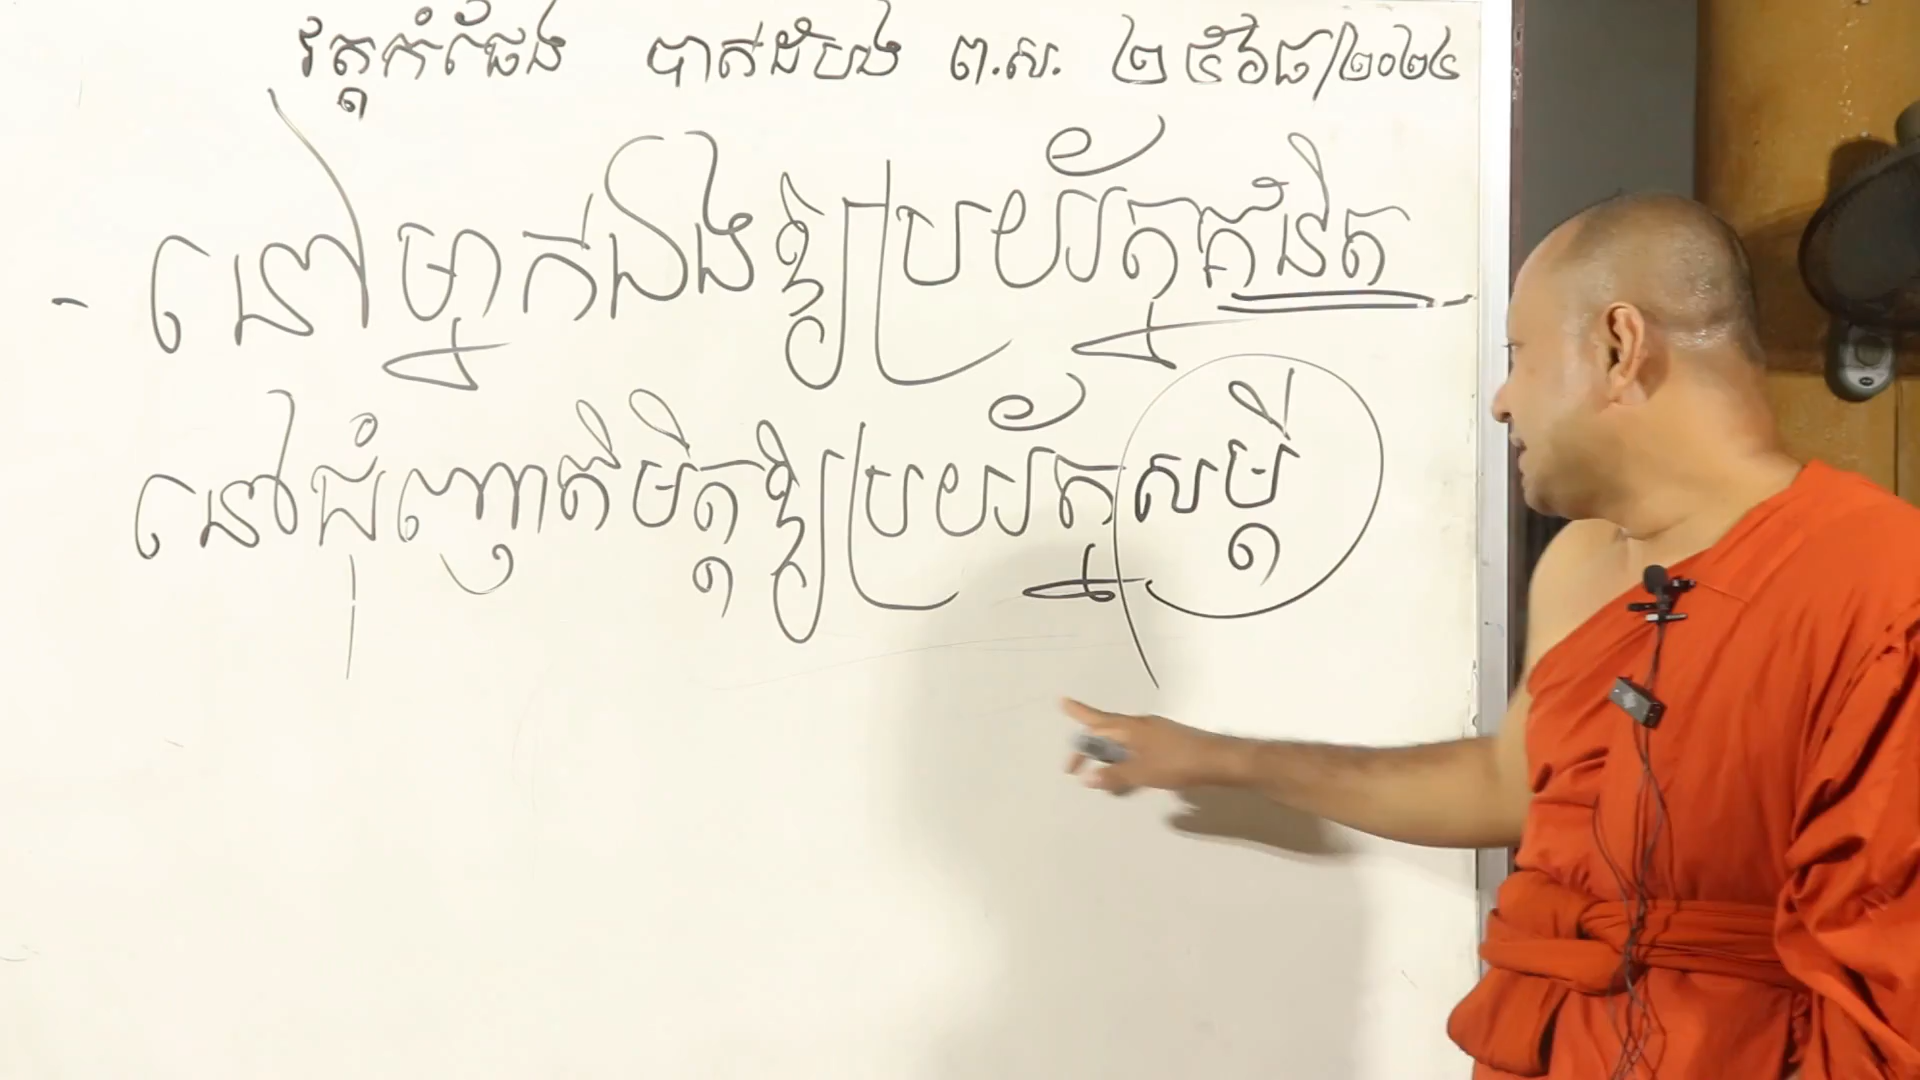 វត្តកំផែង បាត់ដំបង ព.ស. ២៥៦៨/២០២៤
- នៅម្នាក់ឯងឱ្យប្រយ័ត្នគំនិត
នៅជុំញាតិមិត្តឱ្យប្រយ័ត្នសម្ដី